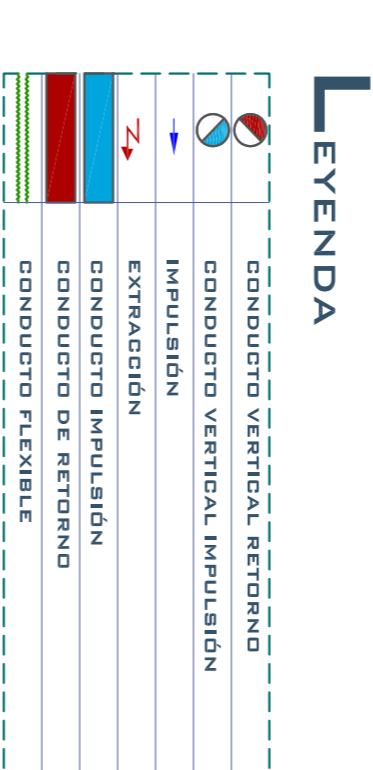 LEYENDA
CONDUCTO VERTICAL RETORNO
CONDUCTO VERTICAL IMPULSIÓN
IMPULSIÓN
EXTRACCIÓN
CONDUCTO IMPULSIÓN
CONDUCTO DE RETORNO
CONDUCTO FLEXIBLE